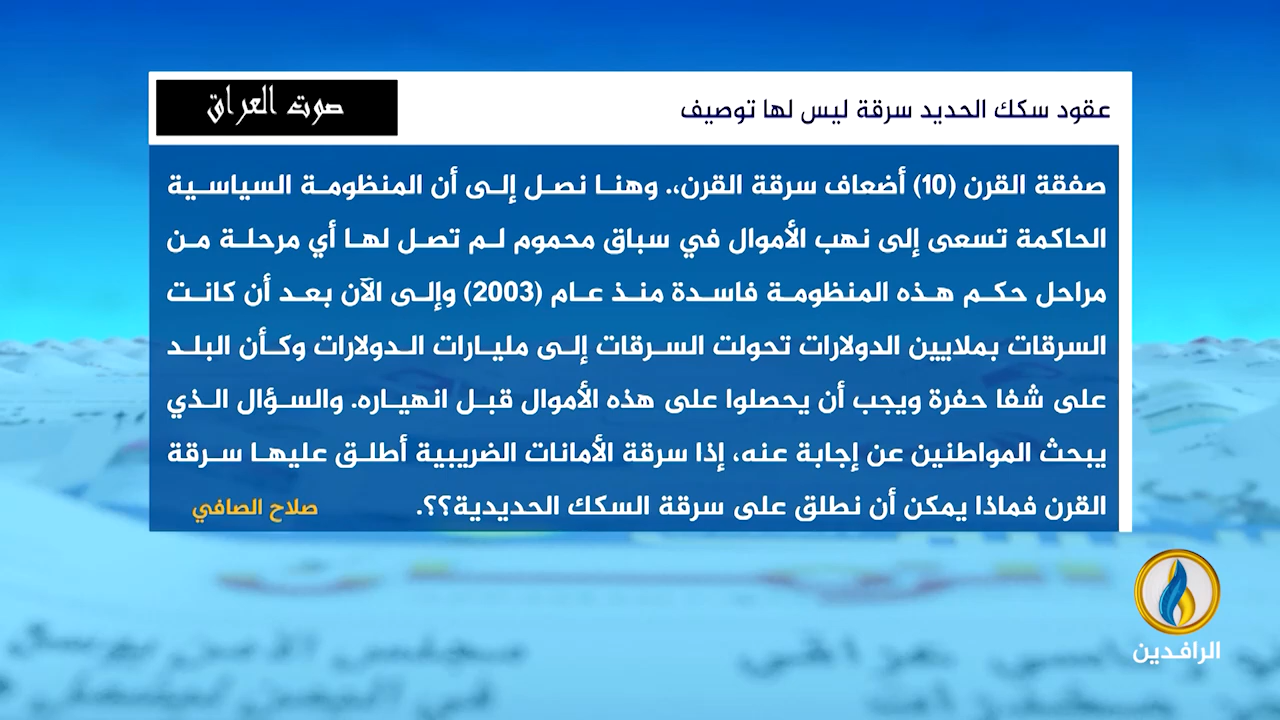 صوت العراق
عقود سكك الحديد سرقة ليس لها توصيف
صفقة القرن (10) أضعاف سرقة القرن،. وهنا نصل إلى أن المنظومة السياسية
الحاكمة تسعى إلى نهب الأموال في سباق محموم لم تصل لها أي مرحلة من
مراحل حكم هذه المنظومة فاسدة منذ عام (2003) وإلى الآن بعد أن كانت
السرقات بملايين الدولارات تحولت السرقات إلى مليارات الدولارات وكأن البلد
على شفا حفرة ويجب أن يحصلوا على هذه الأموال قبل انهياره. والسؤال الذي
يبحث المواطنين عن إجابة عنه، إذا سرقة الأمانات الضريبية أطلق عليها سرقة
القرن فماذا يمكن أن نطلق على سرقة السكك الحديدية؟؟.
صلاح الصافي
الرافدين
مجلس الأمن
في اليمن